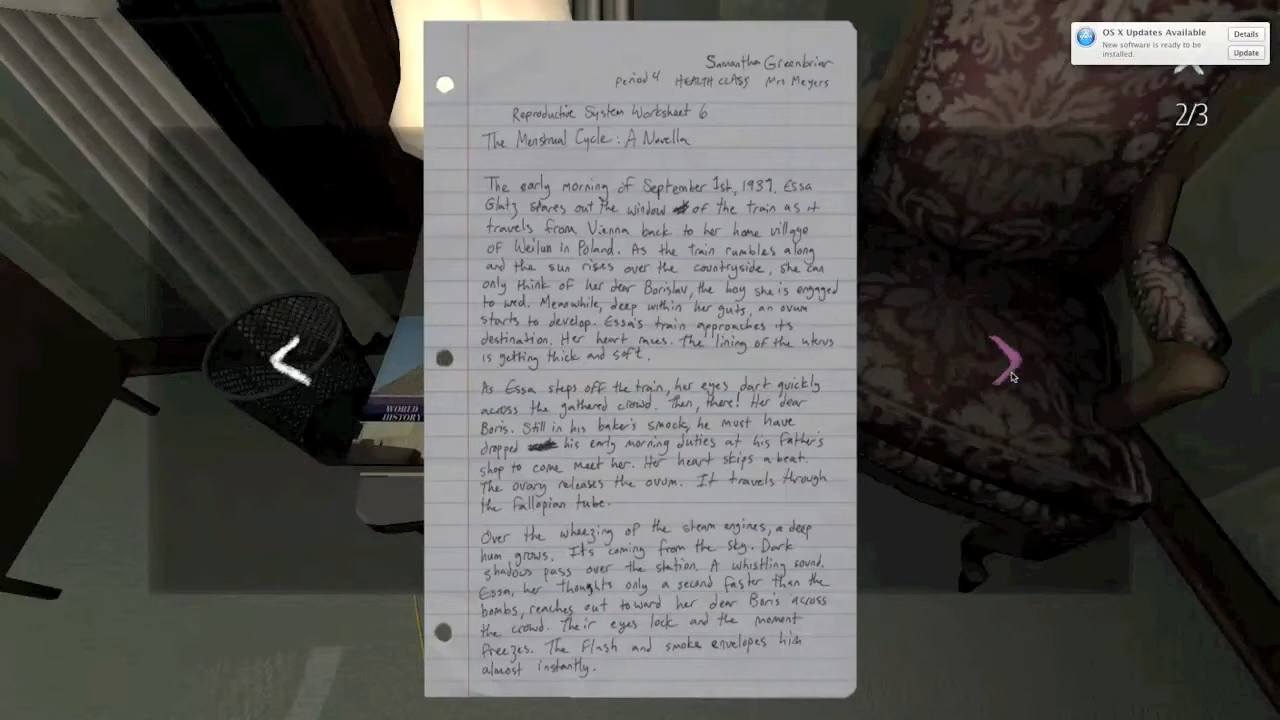 OS X Updates Available
New software is ready to be
installed.
Details
Update
2/3
Samantha Greenbriar
Period 4 HEALTH CLASS Mrs Meyers
Reproductive System Worksheet 6
The Menstrual Cycle: A Novella
The early morning of September 1st, 1939. Essa
Glatz stares out the window of the train as it
travels from Vienna back to her home village
of Weilun in Poland. As the train rumbles along
and the sun rises over the countryside, she can
only think of her dear Borislav, the boy she is engaged
to wed. Meanwhile, deep within her guts, an ovum
starts to develop. Essa's train approaches its
destination. Her heart races. The lining of the uterus
is getting thick and soft.
As Essa steps off the train, her eyes dart quickly
across the gathered crowd. Then, there! Her dear
Boris. Still in his baker's smock, he must have
dropped his early morning duties at his father's
shop to come meet her. Her heart skips a beat.
The ovary releases the ovum. It travels through
the fallopian tube.
Over the wheezing of the steam engines, a deep
hum grows. It's coming from the sky. Dark
shadows pass over the station. A whistling sound.
Essa, her thoughts only a second faster than the
bombs, reaches out toward her dear Boris across
the crowd. Their eyes lock and the moment
freezes. The flash and smoke envelopes him
almost instantly.
WORLD
HISTORY